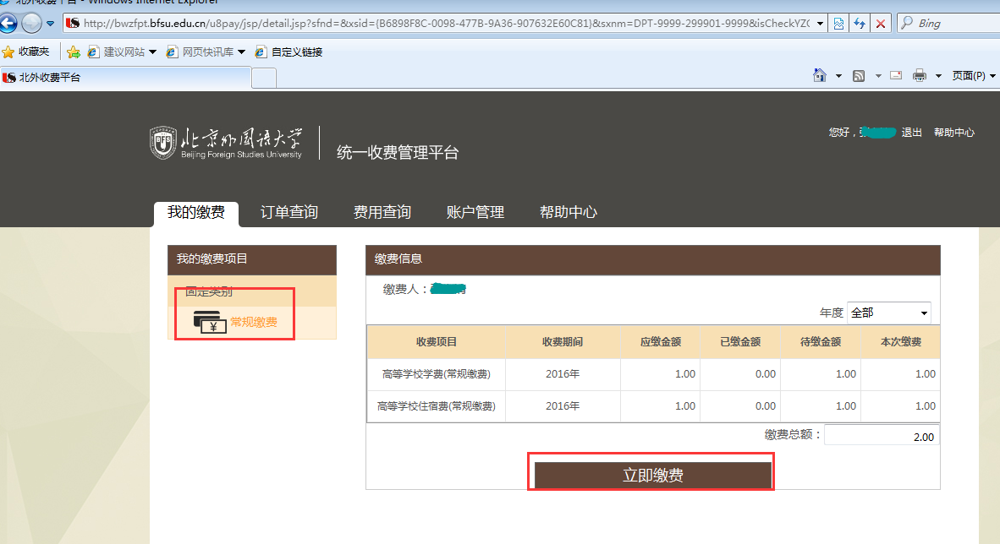 北外收费平台 - Windows Internet Explorer
http://bwzfpt.bfsu.edu.cn/u8pay/jsp/detail.jsp?sfnd=&xsid={B6898F8C-0098-477B-9A36-907632E60C81}&sxnm=DPT-9999-299901-9999&isCheckYZC
Bing
收藏夹 建议网站 网页快讯库 自定义链接
北外收费平台
页面(P)
北京外国语大学
Beijing Foreign Studies University
统一收费管理平台
您好， 退出 帮助中心
我的缴费 订单查询 费用查询 账户管理 帮助中心
我的缴费项目
固定类别
常规缴费
缴费信息
缴费人：
年度 全部
收费项目 收费期间 应缴金额 已缴金额 待缴金额 本次缴费
高等学校学费(常规缴费) 2016年 1.00 0.00 1.00 1.00
高等学校住宿费(常规缴费) 2016年 1.00 0.00 1.00 1.00
缴费总额： 2.00
立即缴费